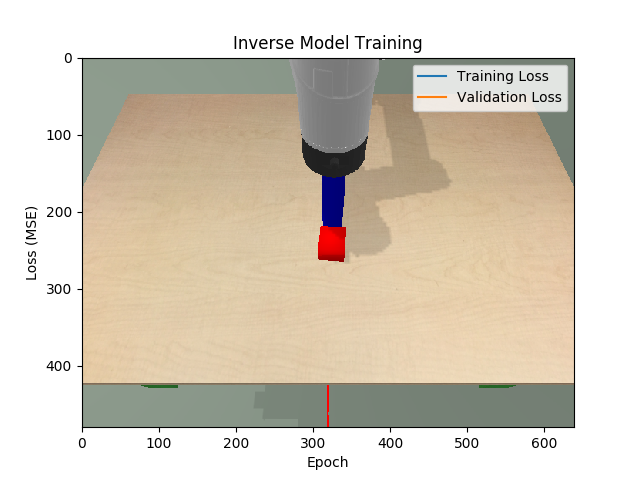 Inverse Model Training
Training Loss
Validation Loss
0
100
200
300
400
Loss (MSE)
0 100 200 300 400 500 600
Epoch